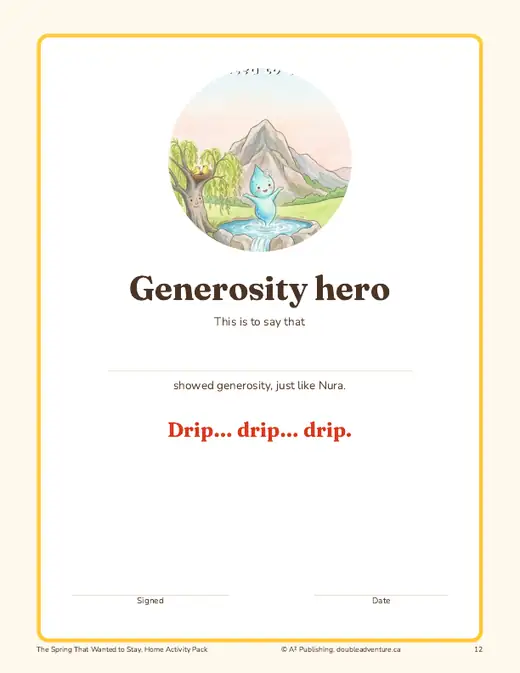 Generosity hero
This is to say that
showed generosity, just like Nura.
Drip... drip... drip.
Signed
Date
The Spring That Wanted to Stay, Home Activity Pack
© A² Publishing, doubleadventure.ca
12